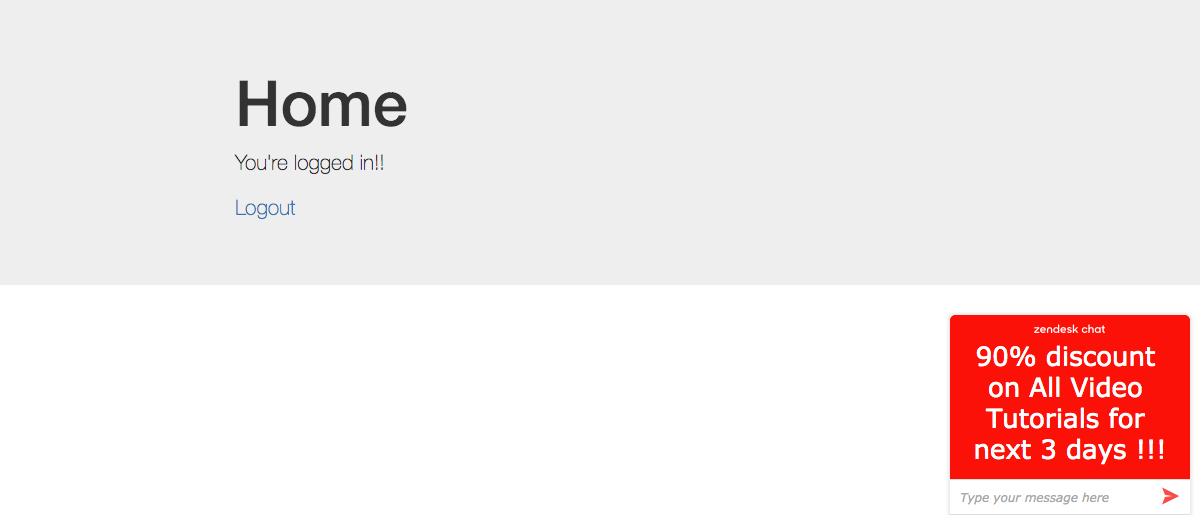 Home
You're logged in!!
Logout
zendesk chat
90% discount
on All Video
Tutorials for
next 3 days !!!
Type your message here